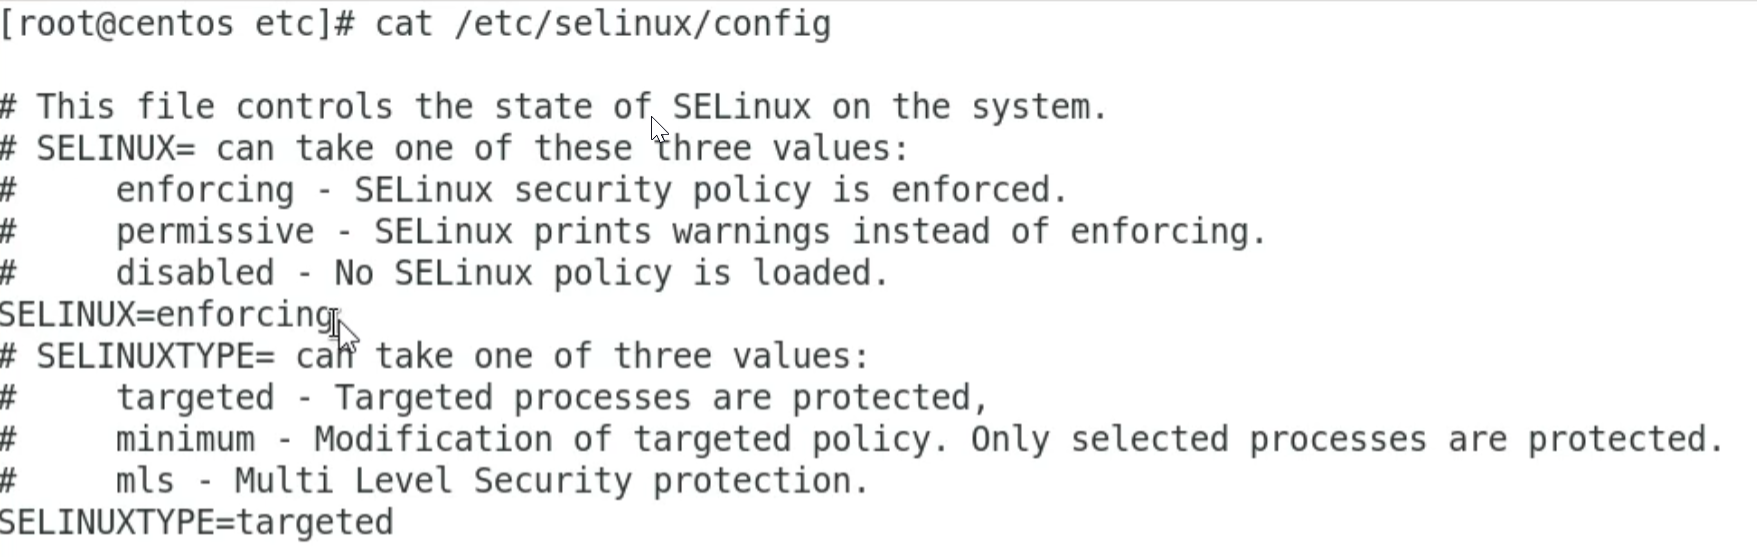 [root@centos etc]# cat /etc/selinux/config

# This file controls the state of SELinux on the system.
# SELINUX= can take one of these three values:
#     enforcing - SELinux security policy is enforced.
#     permissive - SELinux prints warnings instead of enforcing.
#     disabled - No SELinux policy is loaded.
SELINUX=enforcing
# SELINUXTYPE= can take one of three values:
#     targeted - Targeted processes are protected,
#     minimum - Modification of targeted policy. Only selected processes are protected.
#     mls - Multi Level Security protection.
SELINUXTYPE=targeted